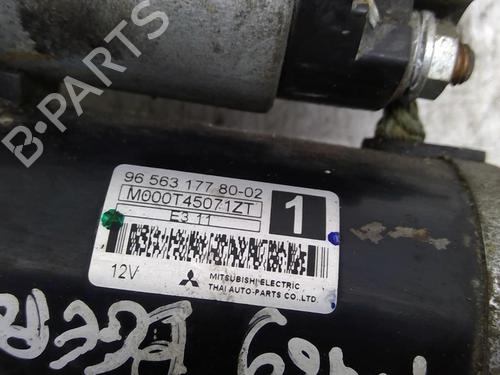 B-PARTS
96 563 177 80-02
M000T45071ZT
1
E3 11
12V
MITSUBISHI ELECTRIC
THAI AUTO-PARTS CO.,LTD.